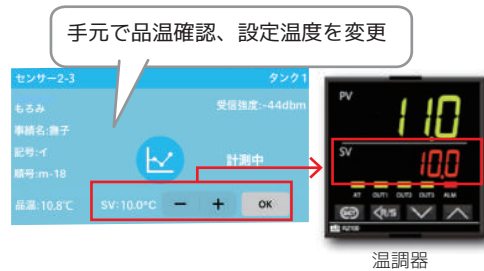 手元で品温確認、設定温度を変更
センサー2-3
タンク1
もろみ
受信強度:-44dbm
事績名:撫子
記号:イ
計測中
順号:m-18
品温:10.8℃
SV:10.0°C
－
＋
OK
PV
11.0
SV
10.0
AT OUT1 OUT2 OUT3 ALM
SET
R/S
温調器